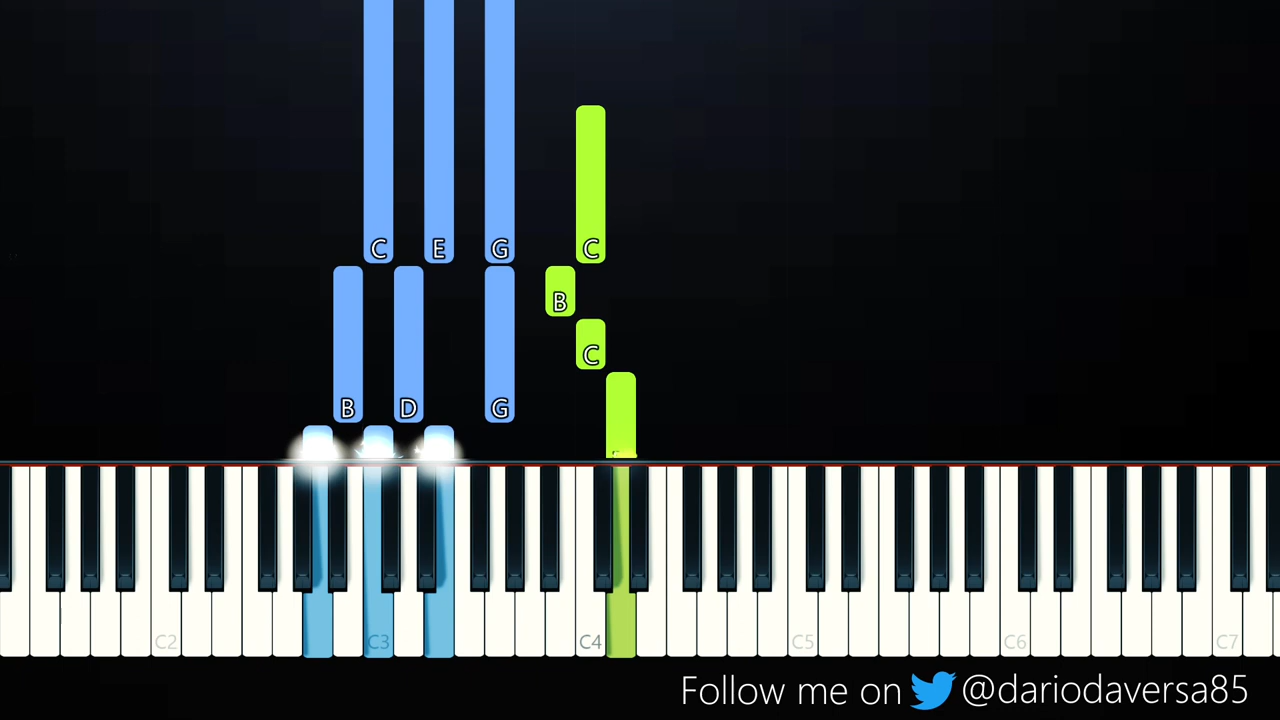 C E G C
B
C
B D G
C2 C3 C4 C5 C6 C7
Follow me on @dariodaversa85